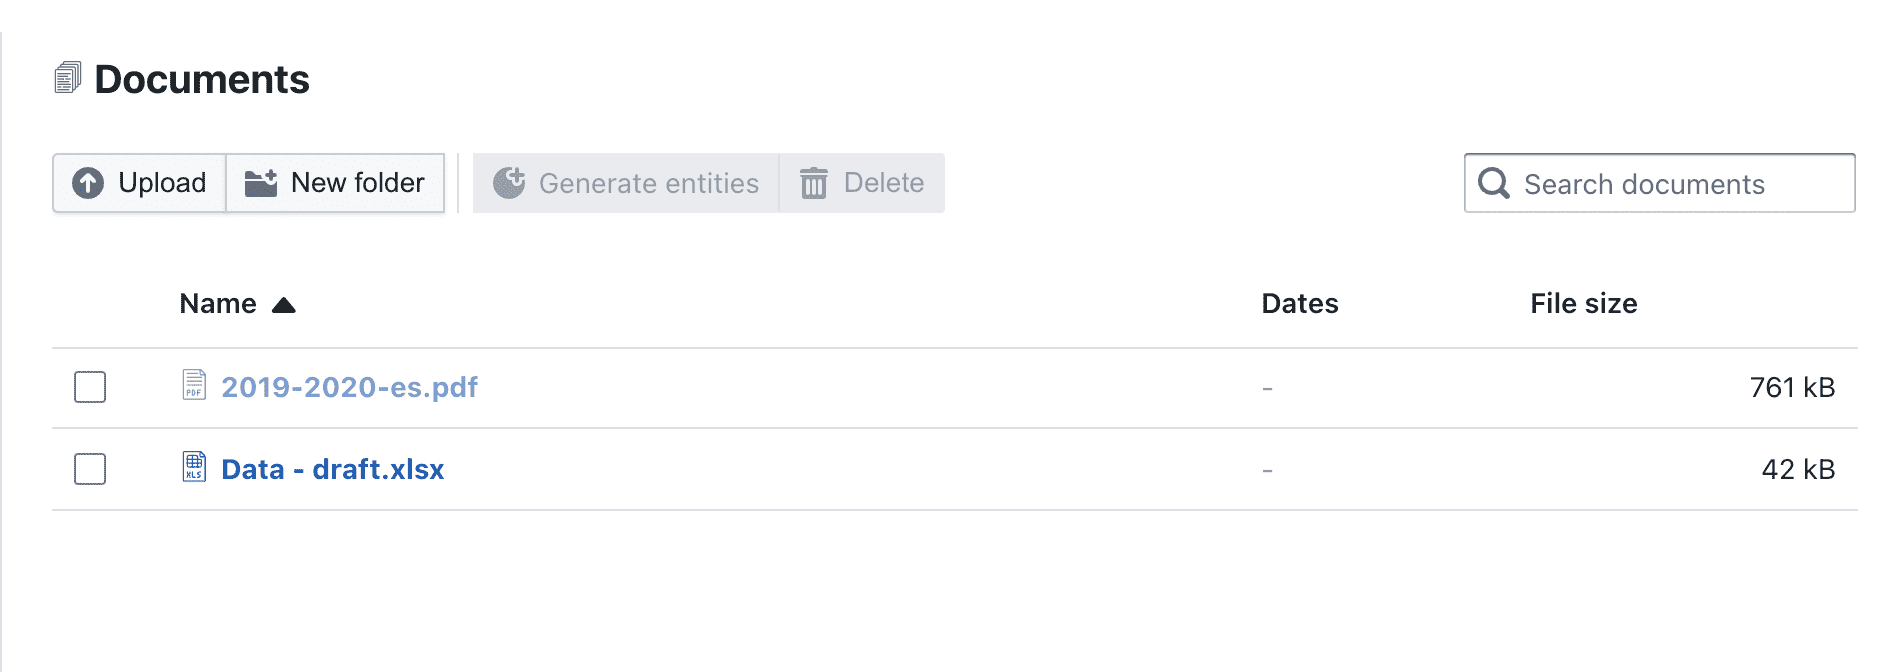 Documents
Upload New folder Generate entities Delete Search documents
Name Dates File size
PDF 2019-2020-es.pdf - 761 kB
XLS Data - draft.xlsx - 42 kB